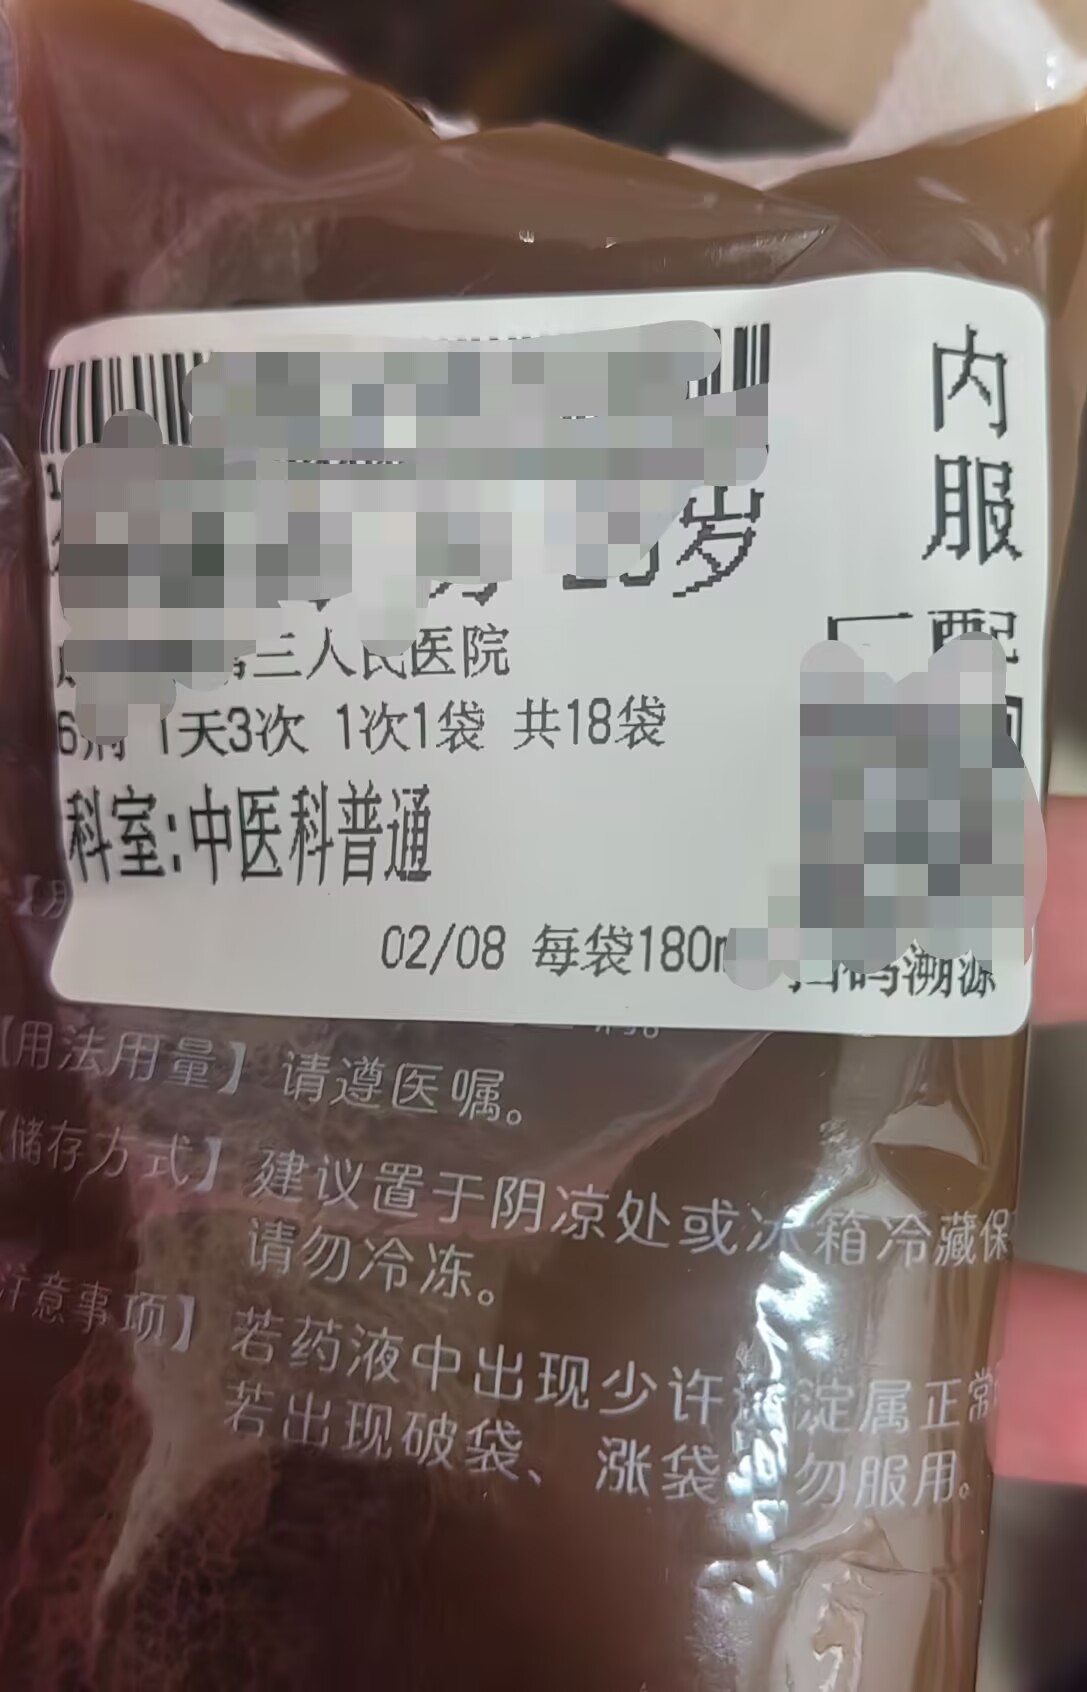 内服
岁
三人民医院
1天3次 1次1袋 共18袋
科室:中医科普通
02/08 每袋180
溯源
【用法用量】请遵医嘱。
【储存方式】建议置于阴凉处或冰箱冷藏保
请勿冷冻。
注意事项】若药液中出现少许淀属正常
若出现破袋、涨袋勿服用。